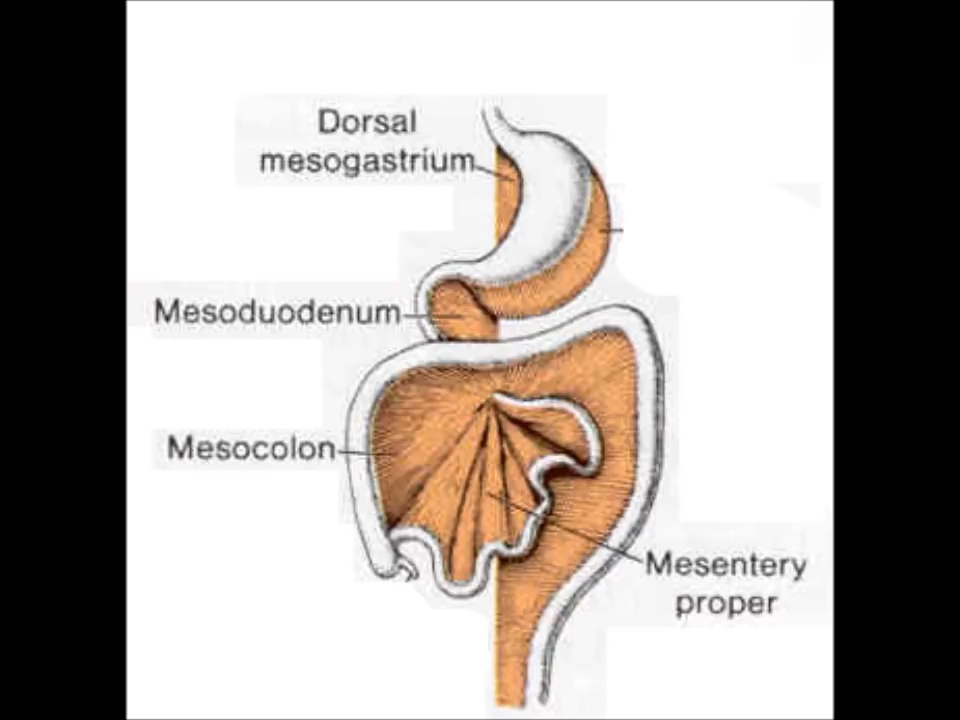 Dorsal
mesogastrium
Mesoduodenum
Mesocolon
Mesentery
proper